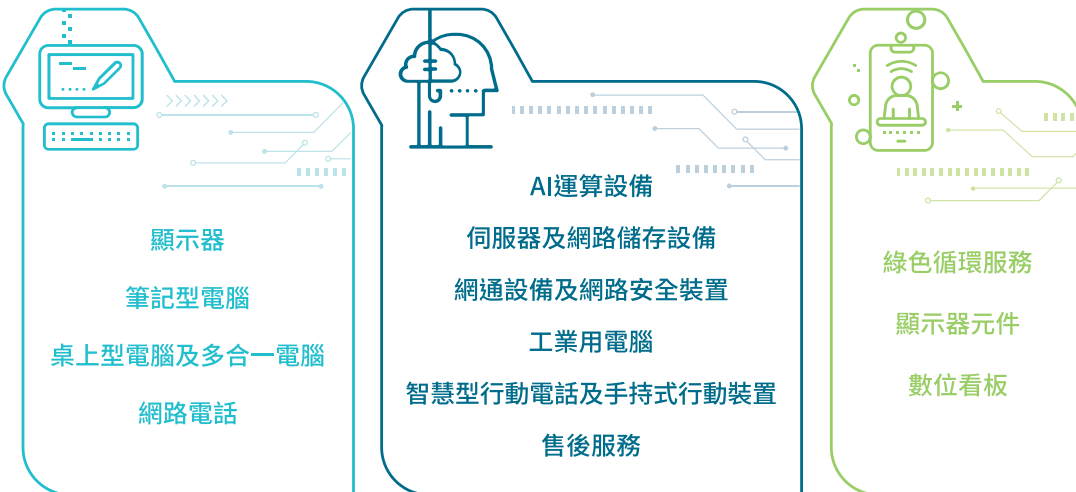 顯示器
筆記型電腦
桌上型電腦及多合一電腦
網路電話
AI運算設備
伺服器及網路儲存設備
網通設備及網路安全裝置
工業用電腦
智慧型行動電話及手持式行動裝置
售後服務
綠色循環服務
顯示器元件
數位看板